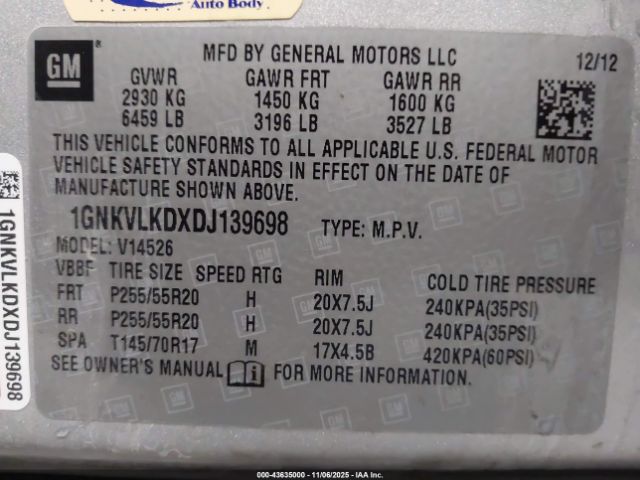 Auto Body
GM
®
MFD BY GENERAL MOTORS LLC
12/12
GVWR GAWR FRT GAWR RR
2930 KG 1450 KG 1600 KG
6459 LB 3196 LB 3527 LB
THIS VEHICLE CONFORMS TO ALL APPLICABLE U.S. FEDERAL MOTOR
VEHICLE SAFETY STANDARDS IN EFFECT ON THE DATE OF
MANUFACTURE SHOWN ABOVE.
1GNKVLKDXDJ139698 TYPE: M.P.V.
MODEL: V14526
VBBF TIRE SIZE SPEED RTG RIM COLD TIRE PRESSURE
FRT P255/55R20 H 20X7.5J 240KPA(35PSI)
RR P255/55R20 H 20X7.5J 240KPA(35PSI)
SPA T145/70R17 M 17X4.5B 420KPA(60PSI)
SEE OWNER'S MANUAL FOR MORE INFORMATION.
1GNKVLKDXDJ139698
000-43635000 - 11/06/2025 - IAA Inc.